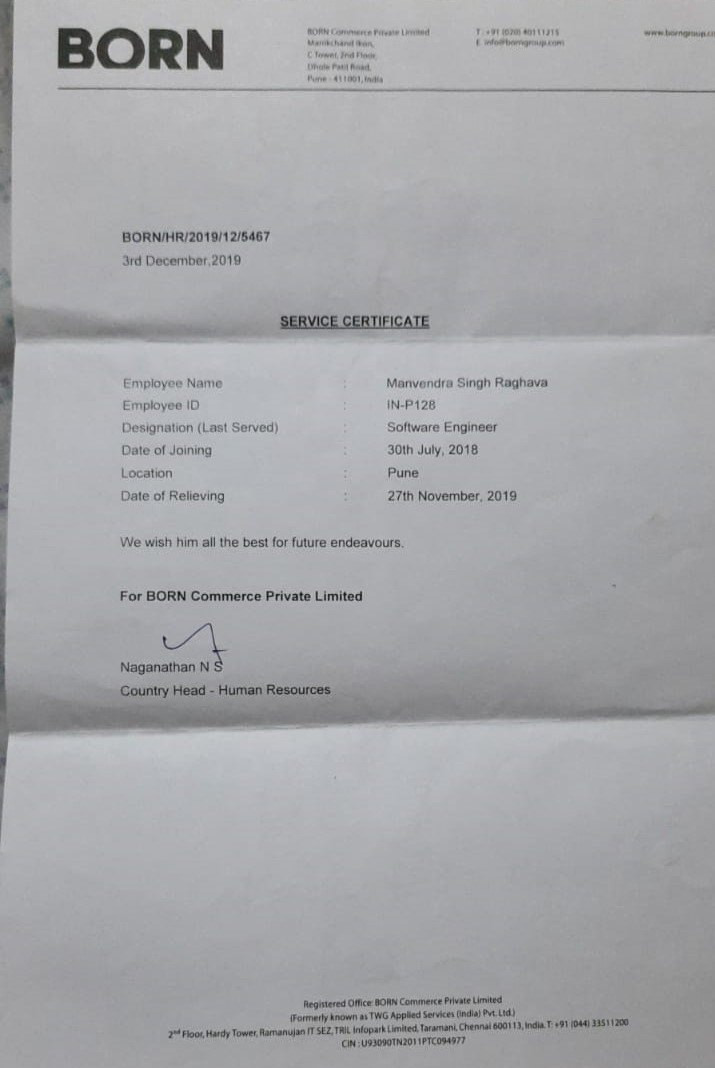 BORN
BORN Commerce Private Limited
Manikchand Ikon,
C Tower, 2nd Floor,
Dhole Patil Road,
Pune - 411001, India
T : +91 (020) 40111215
E info@borngroup.com
www.borngroup.co
BORN/HR/2019/12/5467
3rd December,2019
SERVICE CERTIFICATE
Employee Name : Manvendra Singh Raghava
Employee ID : IN-P128
Designation (Last Served) : Software Engineer
Date of Joining : 30th July, 2018
Location : Pune
Date of Relieving : 27th November, 2019
We wish him all the best for future endeavours.
For BORN Commerce Private Limited
Naganathan N S
Country Head - Human Resources
Registered Office: BORN Commerce Private Limited
(Formerly known as TWG Applied Services (India) Pvt. Ltd.)
2nd Floor, Hardy Tower, Ramanujan IT SEZ, TRIL Infopark Limited, Taramani, Chennai 600113, India. T: +91 (044) 33511200
CIN : U93090TN2011PTC094977